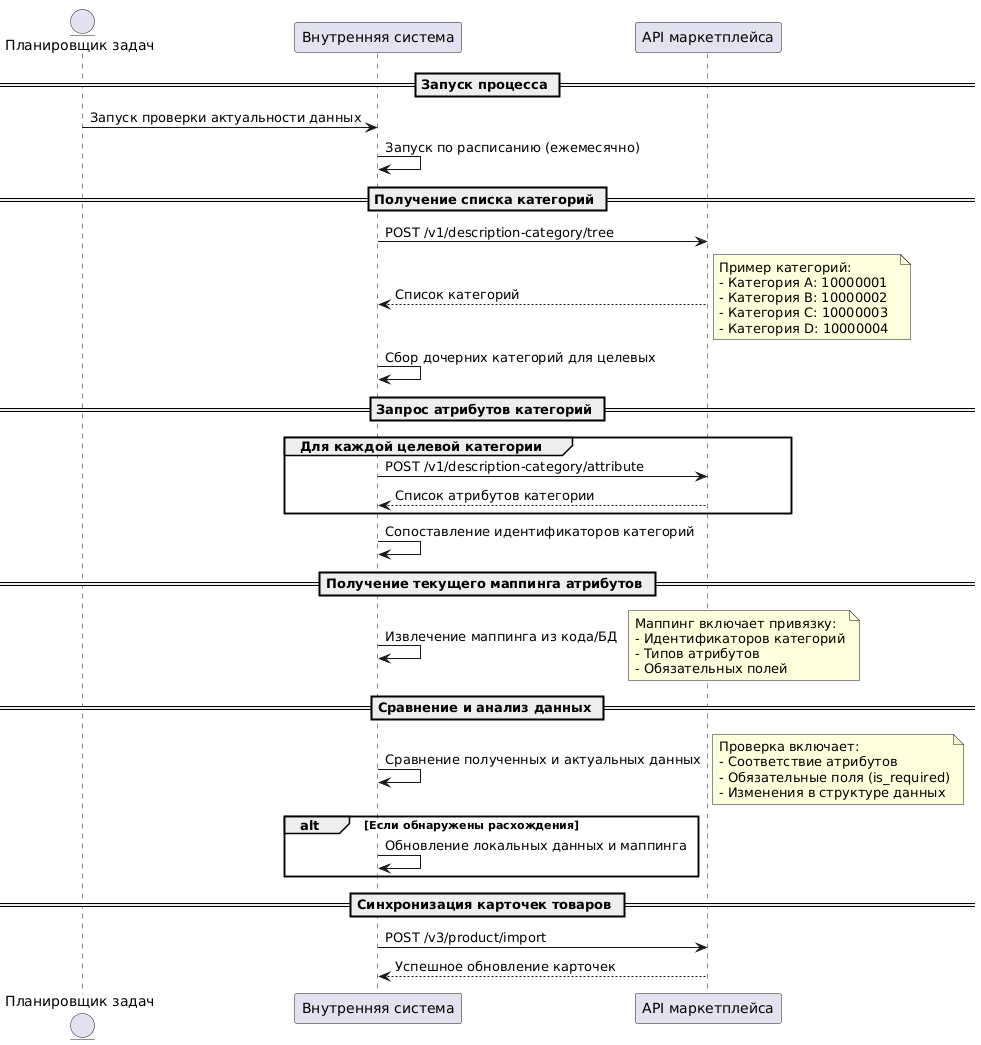 Планировщик задач
Внутренняя система
API маркетплейса
Запуск процесса
Запуск проверки актуальности данных
Запуск по расписанию (ежемесячно)
Получение списка категорий
POST /v1/description-category/tree
Пример категорий:
- Категория A: 10000001
- Категория B: 10000002
- Категория C: 10000003
- Категория D: 10000004
Список категорий
Сбор дочерних категорий для целевых
Запрос атрибутов категорий
Для каждой целевой категории
POST /v1/description-category/attribute
Список атрибутов категории
Сопоставление идентификаторов категорий
Получение текущего маппинга атрибутов
Извлечение маппинга из кода/БД
Маппинг включает привязку:
- Идентификаторов категорий
- Типов атрибутов
- Обязательных полей
Сравнение и анализ данных
Сравнение полученных и актуальных данных
Проверка включает:
- Соответствие атрибутов
- Обязательные поля (is_required)
- Изменения в структуре данных
alt [Если обнаружены расхождения]
Обновление локальных данных и маппинга
Синхронизация карточек товаров
POST /v3/product/import
Успешное обновление карточек
Планировщик задач
Внутренняя система
API маркетплейса